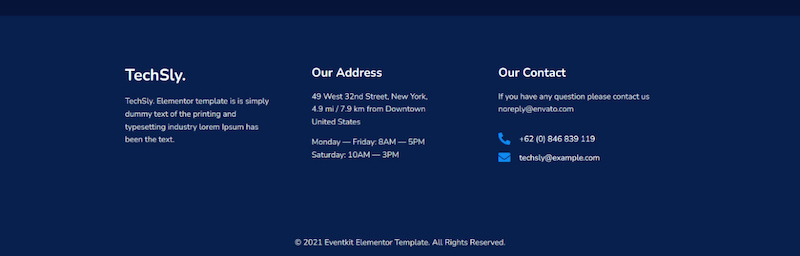 TechSly.
TechSly. Elementor template is is simply
dummy text of the printing and
typesetting industry lorem Ipsum has
been the text.
Our Address
49 West 32nd Street, New York,
4.9 mi / 7.9 km from Downtown
United States
Monday — Friday: 8AM — 5PM
Saturday: 10AM — 3PM
Our Contact
If you have any question please contact us
noreply@envato.com
+62 (0) 846 839 119
techsly@example.com
© 2021 Eventkit Elementor Template. All Rights Reserved.